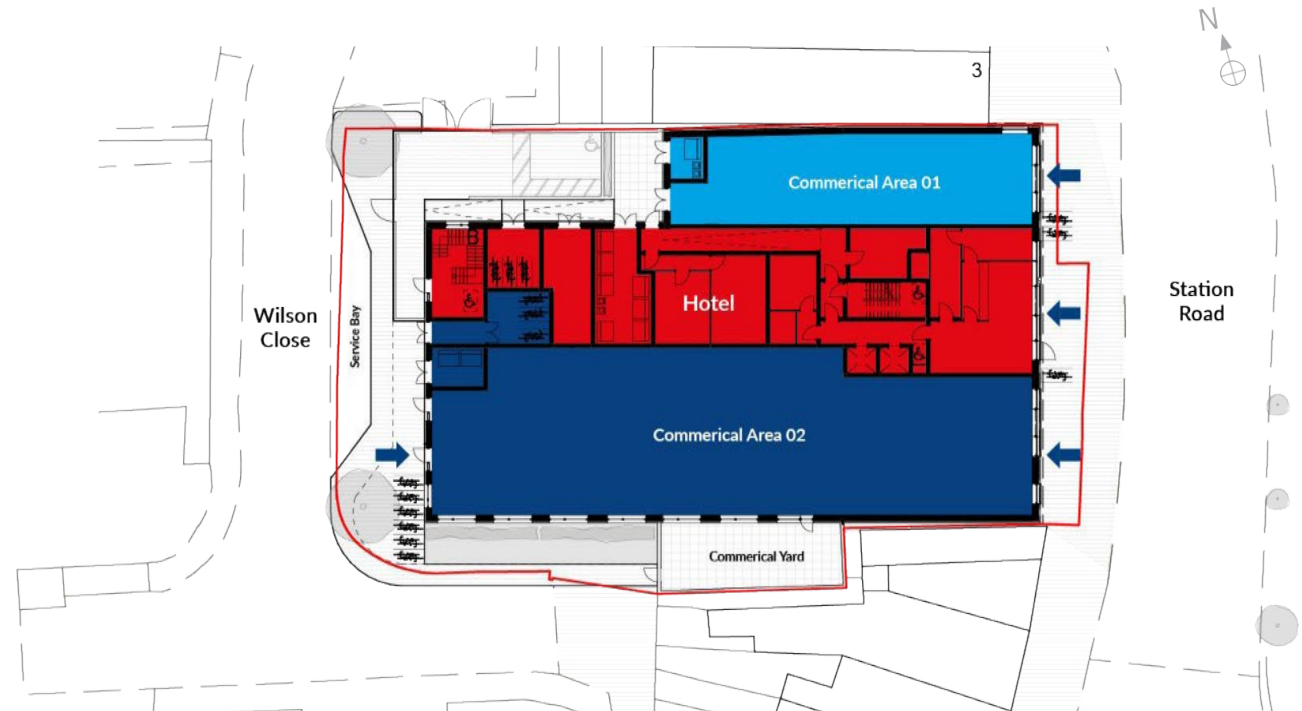 N
3
Commerical Area 01
Wilson
Close
Service Bay
Hotel
Station
Road
Commerical Area 02
Commerical Yard